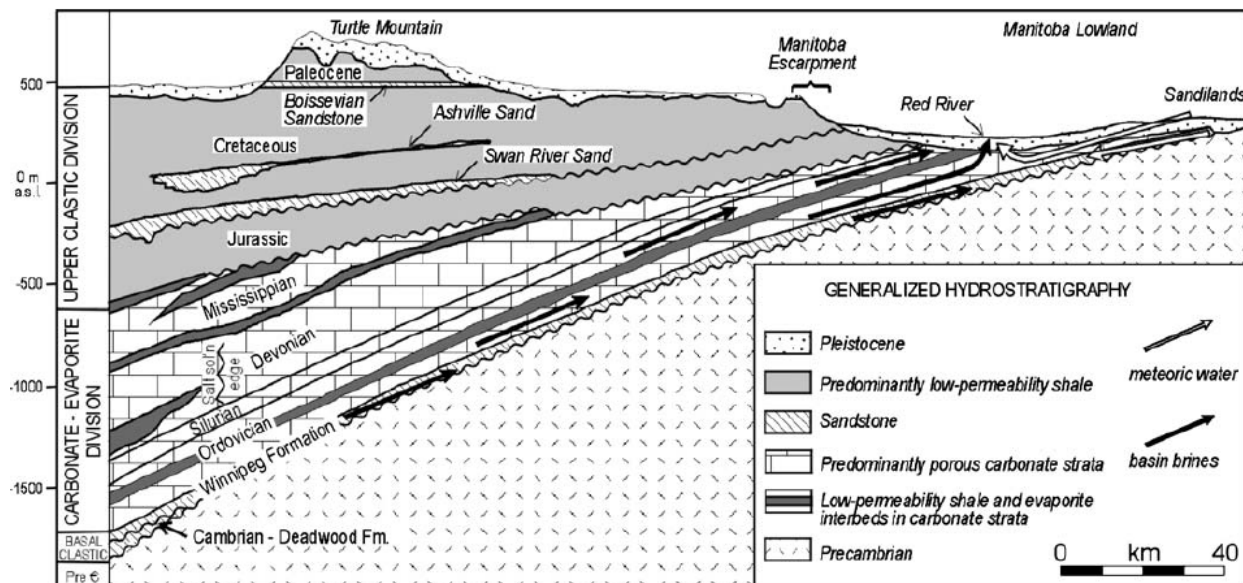 Turtle Mountain
Manitoba Lowland
Manitoba
Escarpment
Paleocene
500
Red River
Sandilands
Boissevian
Sandstone
Ashville Sand
Cretaceous
Swan River Sand
0 m
a.s.l.
UPPER CLASTIC DIVISION
Jurassic
-500
Mississippian
GENERALIZED HYDROSTRATIGRAPHY
Pleistocene
Devonian
Salt sol'n
edge
-1000
Predominantly low-permeability shale
meteoric water
CARBONATE - EVAPORITE
DIVISION
Silurian
Sandstone
Ordovician
Predominantly porous carbonate strata
basin brines
Winnipeg Formation
-1500
Low-permeability shale and evaporite
interbeds in carbonate strata
BASAL
CLASTIC
Cambrian - Deadwood Fm.
Precambrian
0 km 40
Pre Є